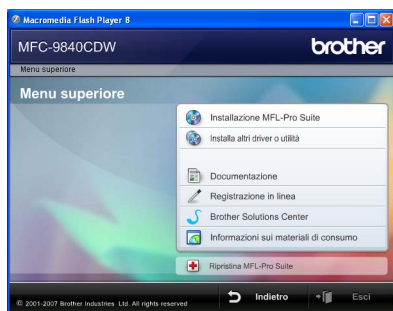 Macromedia Flash Player 8
MFC-9840CDW
brother
Menu superiore
Menu superiore
Installazione MFL-Pro Suite
Installa altri driver o utilità
Documentazione
Registrazione in linea
Brother Solutions Center
Informazioni sui materiali di consumo
Ripristina MFL-Pro Suite
© 2001-2007 Brother Industries Ltd. All rights reserved
Indietro
Esci